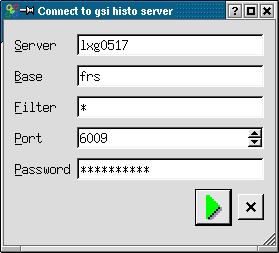 Connect to gsi histo server
Server lxg0517
Base frs
Filter *
Port 6009
Password **********